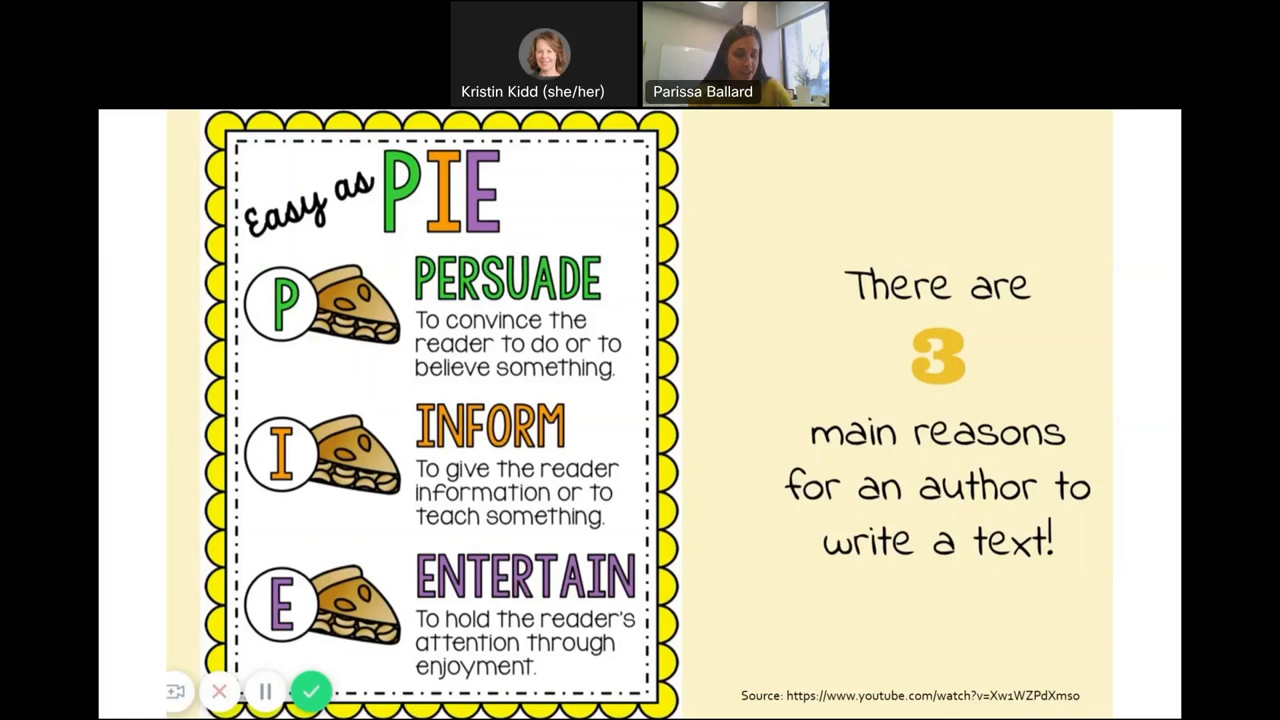 Kristin Kidd (she/her)
Parissa Ballard
Easy as PIE
P
PERSUADE
To convince the
reader to do or to
believe something.
I
INFORM
To give the reader
information or to
teach something.
E
ENTERTAIN
To hold the reader's
attention through
enjoyment.
There are
3
main reasons
for an author to
write a text!
Source: https://www.youtube.com/watch?v=Xw1WZPdXmso